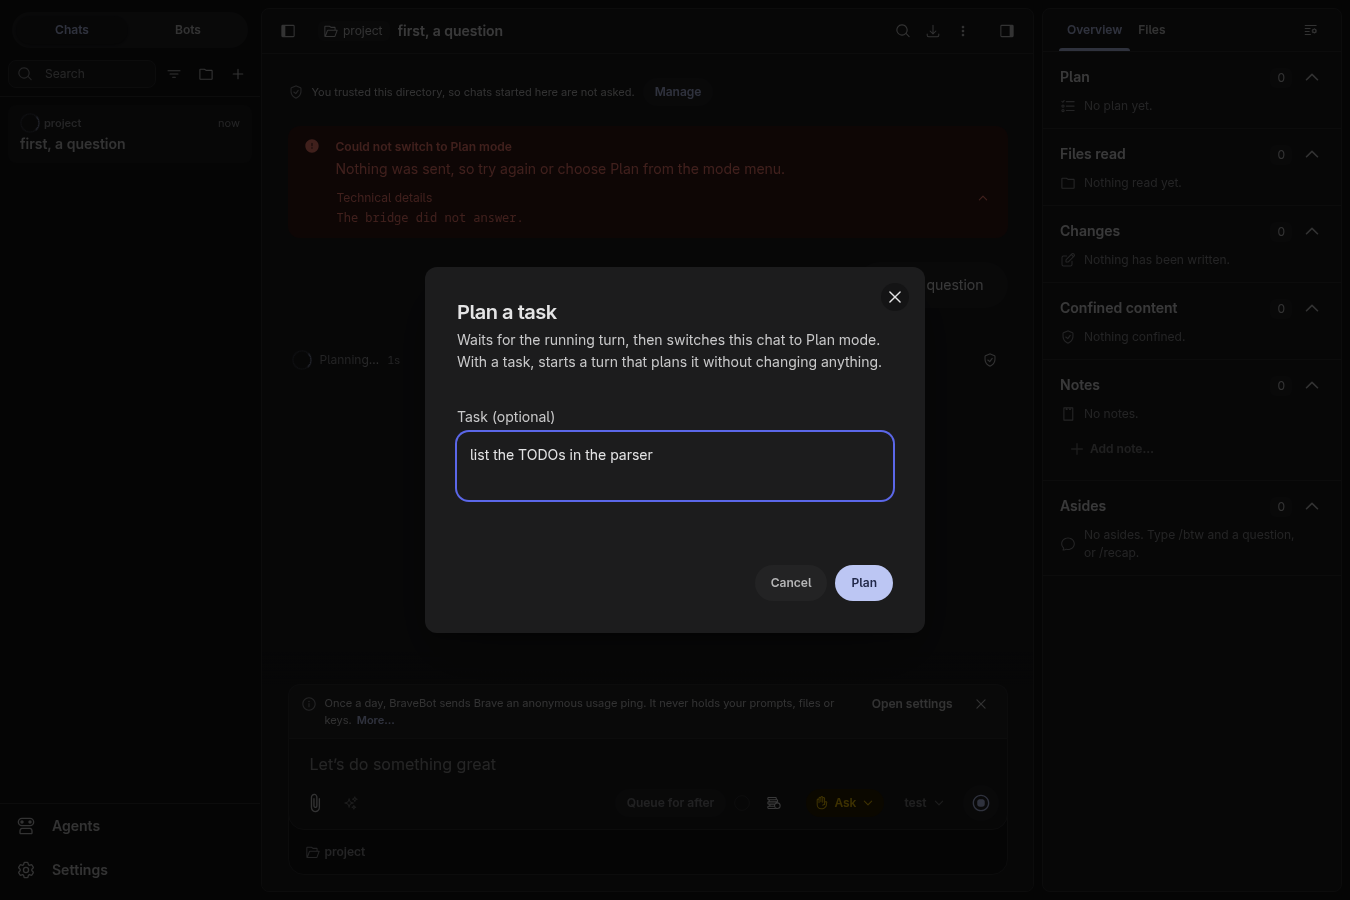 Chats
Bots
Search
project
now
first, a question
Agents
Settings
project
first, a question
You trusted this directory, so chats started here are not asked.
Manage
Could not switch to Plan mode
Nothing was sent, so try again or choose Plan from the mode menu.
Technical details
The bridge did not answer.
question
Planning...
1s
Plan a task
Waits for the running turn, then switches this chat to Plan mode.
With a task, starts a turn that plans it without changing anything.
Task (optional)
list the TODOs in the parser
Cancel
Plan
Once a day, BraveBot sends Brave an anonymous usage ping. It never holds your prompts, files or
keys. More...
Open settings
Let's do something great
Queue for after
Ask
test
project
Overview
Files
Plan
0
No plan yet.
Files read
0
Nothing read yet.
Changes
0
Nothing has been written.
Confined content
0
Nothing confined.
Notes
0
No notes.
Add note...
Asides
0
No asides. Type /btw and a question,
or /recap.